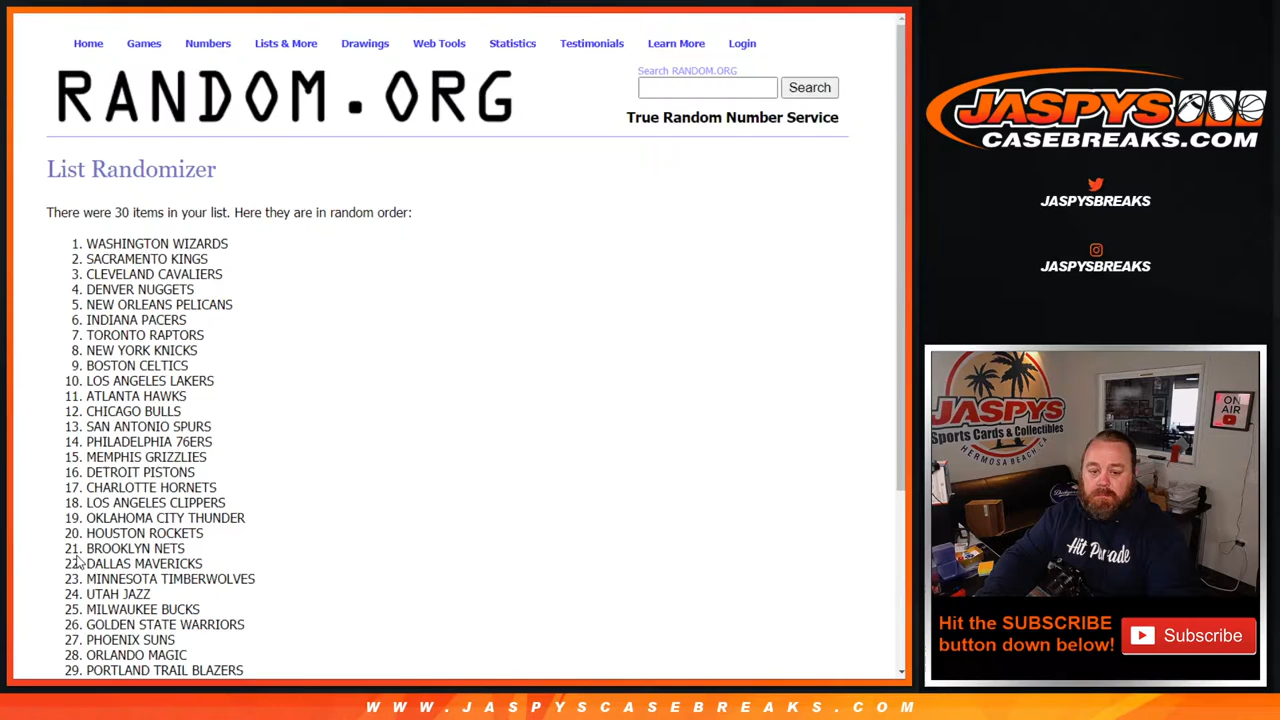 Home Games Numbers Lists & More Drawings Web Tools Statistics Testimonials Learn More Login
RANDOM.ORG
Search RANDOM.ORG
Search
True Random Number Service
List Randomizer
There were 30 items in your list. Here they are in random order:
1. WASHINGTON WIZARDS
2. SACRAMENTO KINGS
3. CLEVELAND CAVALIERS
4. DENVER NUGGETS
5. NEW ORLEANS PELICANS
6. INDIANA PACERS
7. TORONTO RAPTORS
8. NEW YORK KNICKS
9. BOSTON CELTICS
10. LOS ANGELES LAKERS
11. ATLANTA HAWKS
12. CHICAGO BULLS
13. SAN ANTONIO SPURS
14. PHILADELPHIA 76ERS
15. MEMPHIS GRIZZLIES
16. DETROIT PISTONS
17. CHARLOTTE HORNETS
18. LOS ANGELES CLIPPERS
19. OKLAHOMA CITY THUNDER
20. HOUSTON ROCKETS
21. BROOKLYN NETS
22. DALLAS MAVERICKS
23. MINNESOTA TIMBERWOLVES
24. UTAH JAZZ
25. MILWAUKEE BUCKS
26. GOLDEN STATE WARRIORS
27. PHOENIX SUNS
28. ORLANDO MAGIC
29. PORTLAND TRAIL BLAZERS
JASPYS
CASEBREAKS.COM
JASPYSBREAKS
JASPYSBREAKS
JASPYS
Sports Cards & Collectibles
HERMOSA BEACH, CA
ON
AIR
Dodgers
Hit Parade
Hit the SUBSCRIBE
button down below!
Subscribe
WWW.JASPYSCASEBREAKS.COM